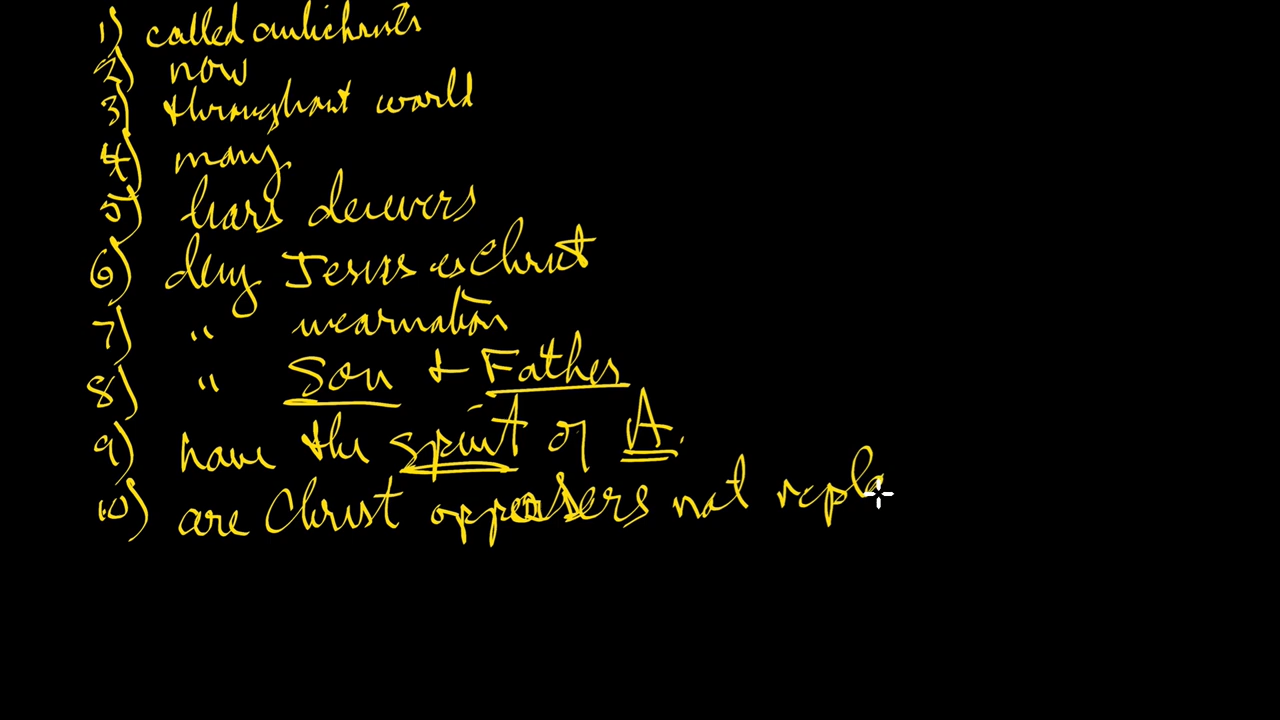 1) called antichrists
2) now
3) throughout world
4) many
5) liars deceivers
6) deny Jesus as Christ
7) " incarnation
8) " Son & Father
9) have the spirit of A.
10) are Christ opposers not repla